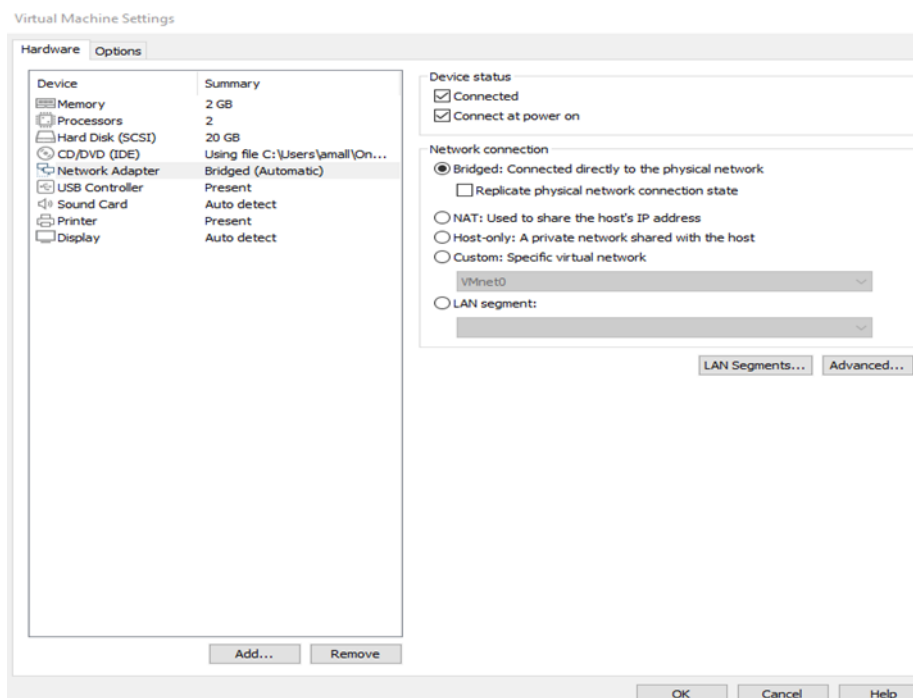 Virtual Machine Settings
Hardware Options
Device Summary
Memory 2 GB
Processors 2
Hard Disk (SCSI) 20 GB
CD/DVD (IDE) Using file C:\Users\amall\On...
Network Adapter Bridged (Automatic)
USB Controller Present
Sound Card Auto detect
Printer Present
Display Auto detect
Add... Remove
Device status
Connected
Connect at power on
Network connection
Bridged: Connected directly to the physical network
Replicate physical network connection state
NAT: Used to share the host's IP address
Host-only: A private network shared with the host
Custom: Specific virtual network
VMnet0
LAN segment:
LAN Segments... Advanced...
OK Cancel Help